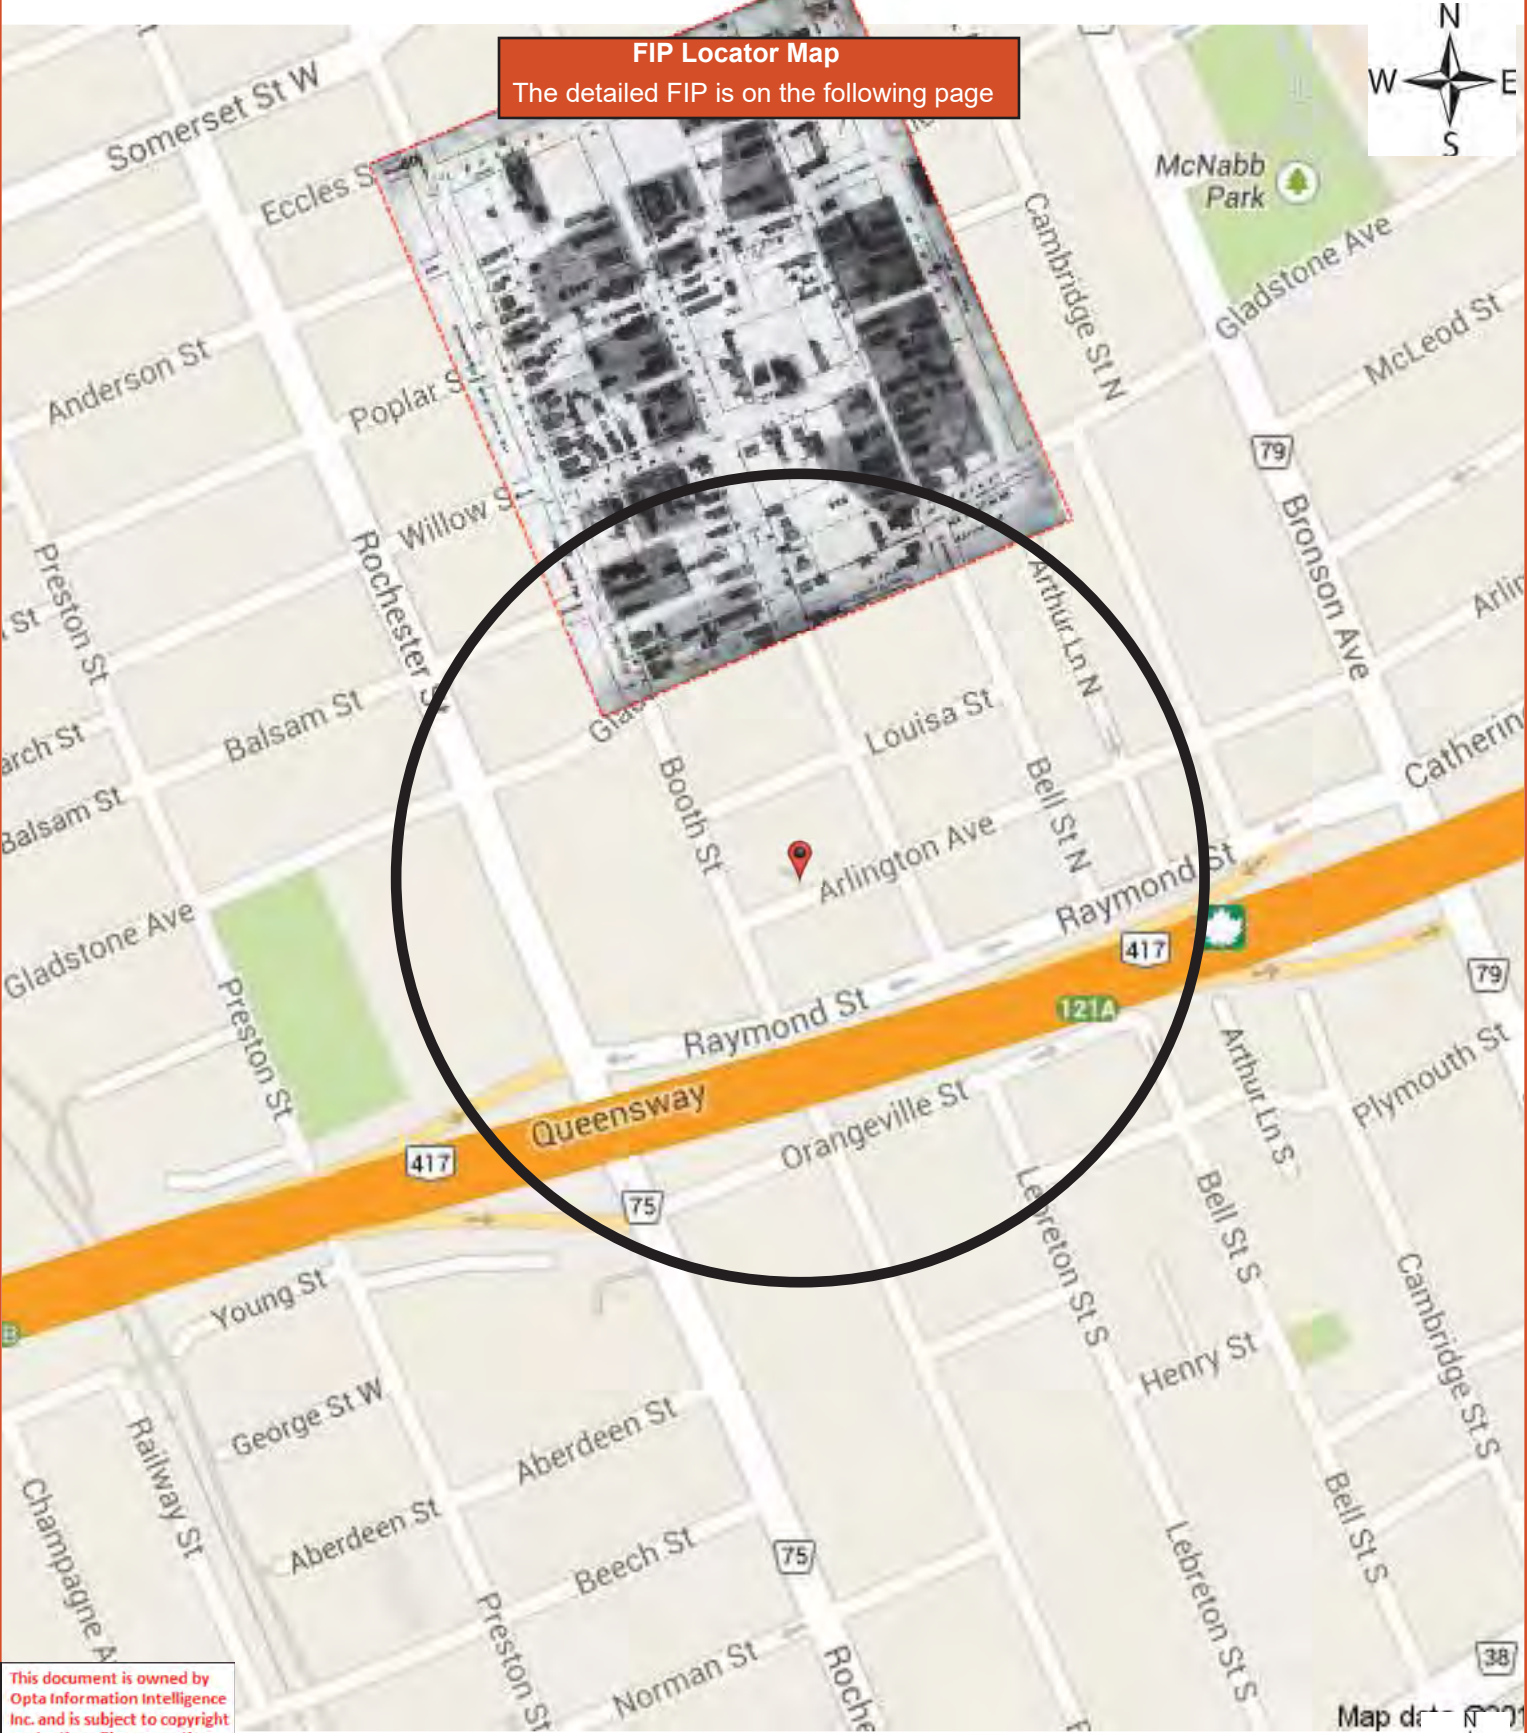 FIP Locator Map
The detailed FIP is on the following page
N
W
E
S
Somerset St W
Eccles S
McNabb
Park
Cambridge St N
Gladstone Ave
McLeod St
Anderson St
Poplar S
79
Willow S
Bronson Ave
Preston St
Rochester St
St
Arthur Ln N
Balsam St
arch St
Louisa St
Balsam St
Booth St
Bell St N
Catherin
Arlington Ave
Raymond St
Gladstone Ave
417
79
Preston St
Raymond St
121A
Arthur Ln S
Plymouth St
Queensway
Orangeville St
417
75
Lebreton St S
Bell St S
Cambridge St S
Young St
Henry St
George St W
Aberdeen St
Railway St
Champagne A
Aberdeen St
Bell St S
Beech St
75
Lebreton St S
Preston St
Norman St
Roche
38
This document is owned by
Opta Information Intelligence
Inc. and is subject to copyright
Map data
N